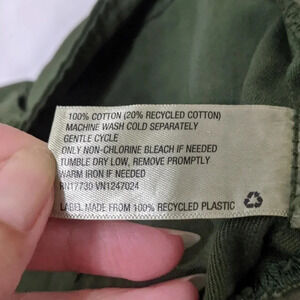 100% COTTON (20% RECYCLED COTTON)
MACHINE WASH COLD SEPARATELY
GENTLE CYCLE
ONLY NON-CHLORINE BLEACH IF NEEDED
TUMBLE DRY LOW, REMOVE PROMPTLY
WARM IRON IF NEEDED
RN17730 VN1247024
LABEL MADE FROM 100% RECYCLED PLASTIC